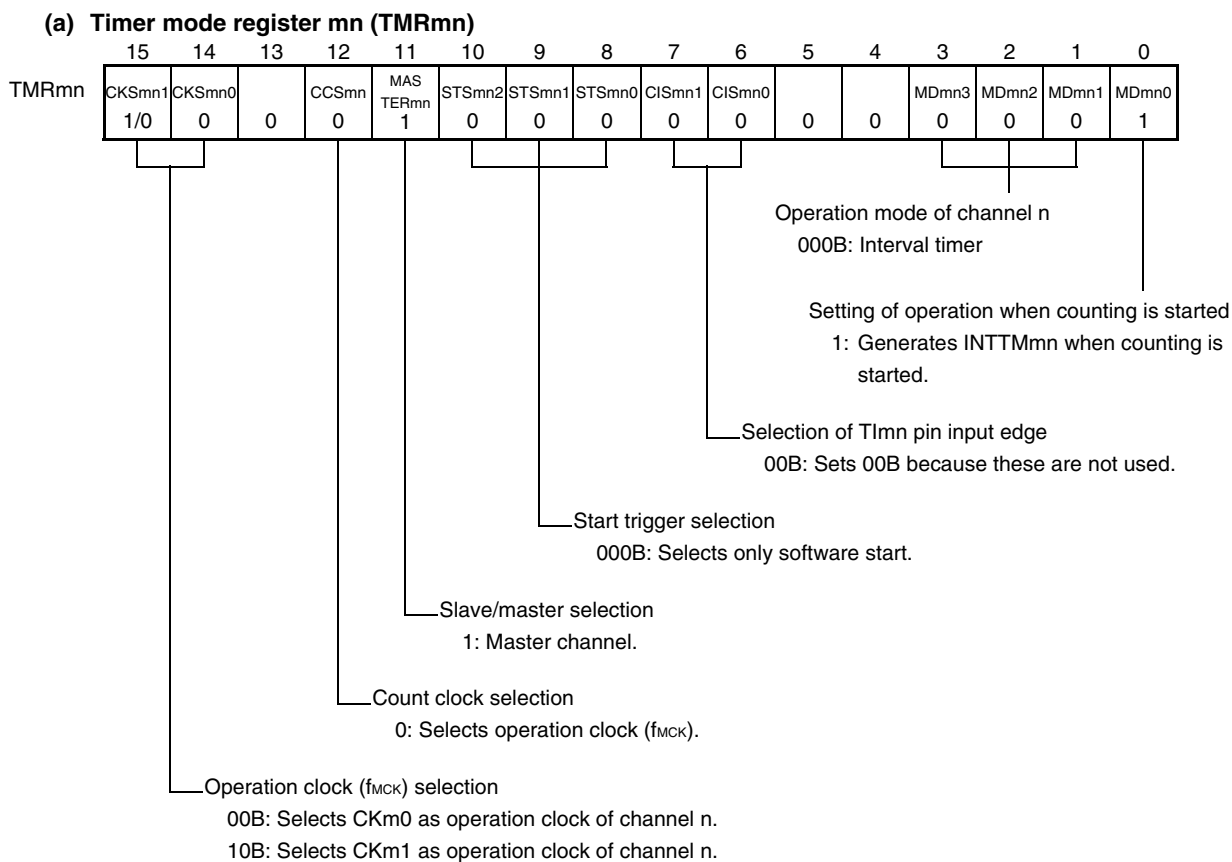 (a) Timer mode register mn (TMRmn)
15 14 13 12 11 10 9 8 7 6 5 4 3 2 1 0
TMRmn CKSmn1 CKSmn0 CCSmn MAS TERmn STSmn2 STSmn1 STSmn0 CISmn1 CISmn0 MDmn3 MDmn2 MDmn1 MDmn0
1/0 0 0 0 1 0 0 0 0 0 0 0 0 0 0 1
Operation mode of channel n
000B: Interval timer
Setting of operation when counting is started
1: Generates INTTMmn when counting is
started.
Selection of TImn pin input edge
00B: Sets 00B because these are not used.
Start trigger selection
000B: Selects only software start.
Slave/master selection
1: Master channel.
Count clock selection
0: Selects operation clock (fMCK).
Operation clock (fMCK) selection
00B: Selects CKm0 as operation clock of channel n.
10B: Selects CKm1 as operation clock of channel n.